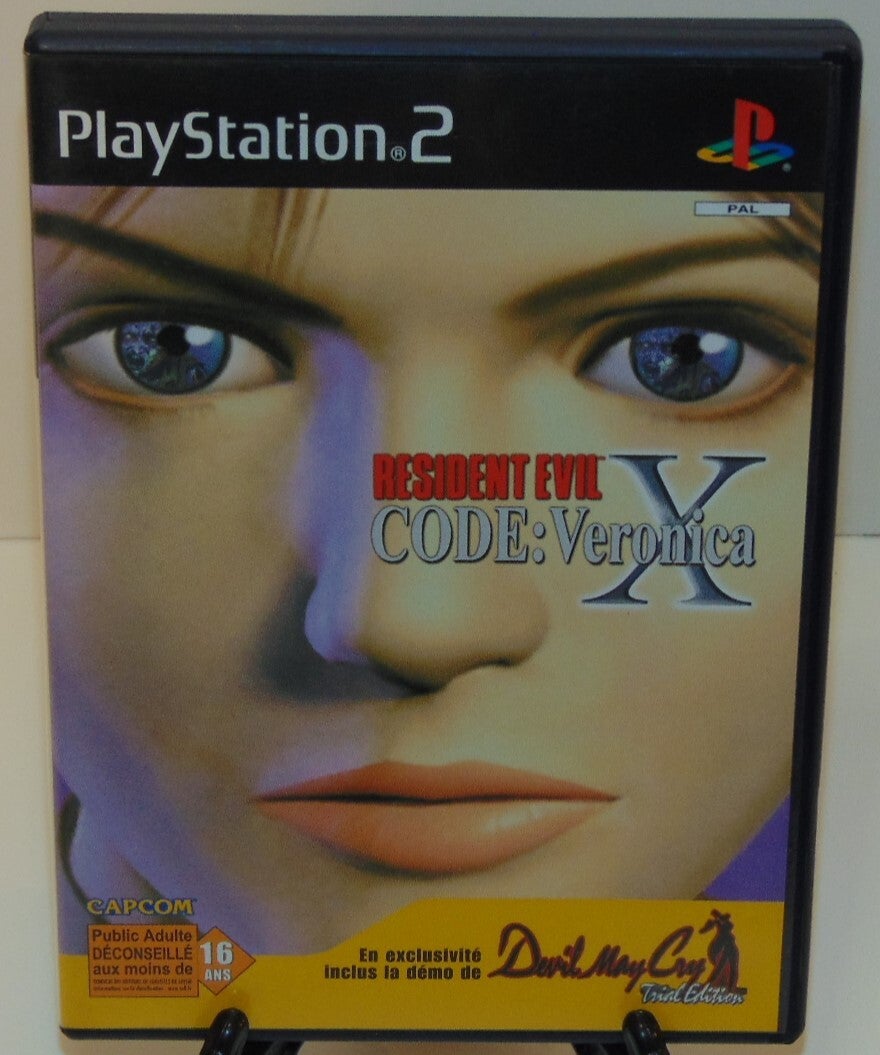 PlayStation®2
PAL
RESIDENT EVIL™
CODE: Veronica X
CAPCOM®
Public Adulte
DÉCONSEILLÉ
aux moins de
16
ANS
En exclusivité
inclus la démo de
Devil May Cry
Trial Edition